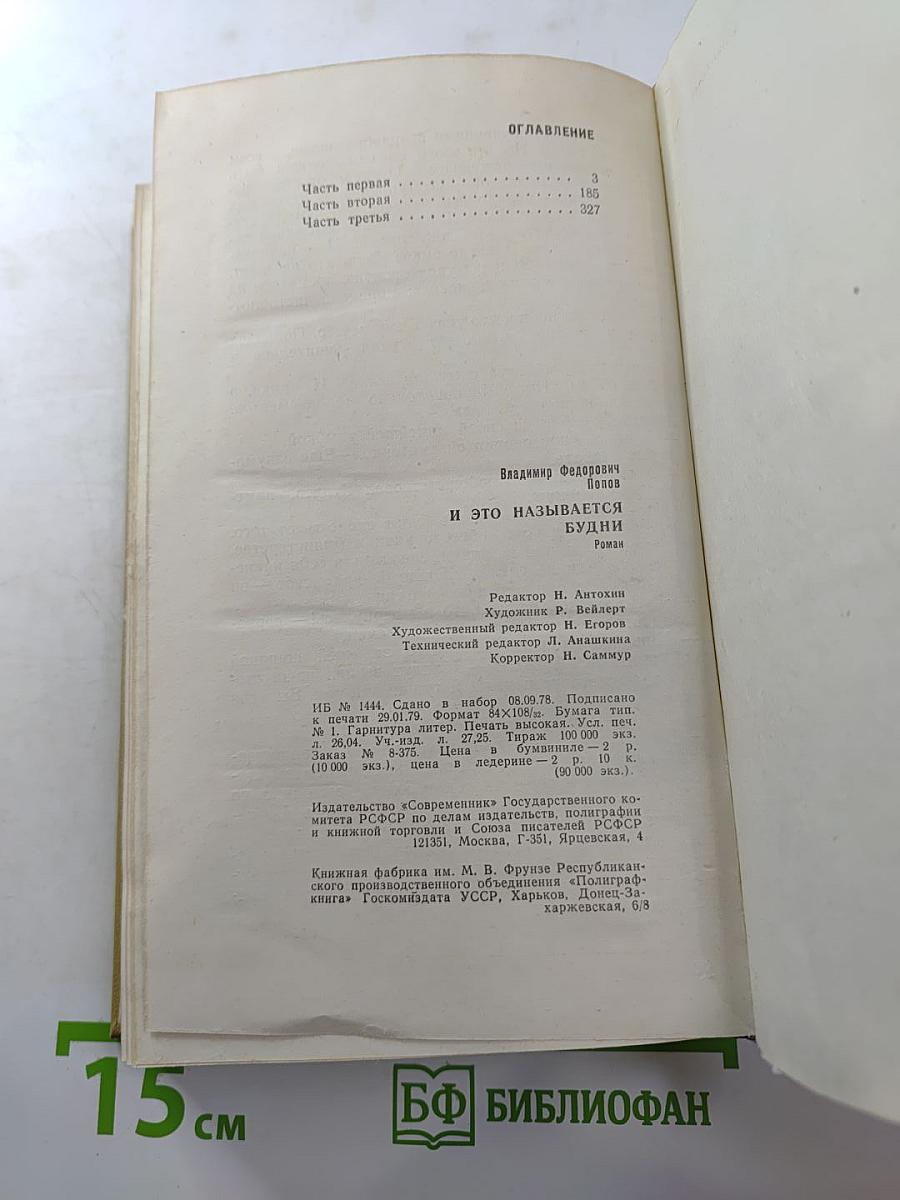 ОГЛАВЛЕНИЕ
Часть первая . . . . . . . . . . . . . . . . . 3
Часть вторая . . . . . . . . . . . . . . . . . 185
Часть третья . . . . . . . . . . . . . . . . . 327
Владимир Федорович
Попов
И ЭТО НАЗЫВАЕТСЯ
БУДНИ
Роман
Редактор Н. Антохин
Художник Р. Вейлерт
Художественный редактор Н. Егоров
Технический редактор Л. Анашкина
Корректор Н. Саммур
ИБ № 1444. Сдано в набор 08.09.78. Подписано
к печати 29.01.79. Формат 84×108/32. Бумага тип.
№ 1. Гарнитура литер. Печать высокая. Усл. печ.
л. 26,04. Уч.-изд. л. 27,25. Тираж 100 000 экз.
Заказ № 8-375. Цена в бумвиниле — 2 р.
(10 000 экз.), цена в ледерине — 2 р. 10 к.
(90 000 экз.).
Издательство «Современник» Государственного ко-
митета РСФСР по делам издательств, полиграфии
и книжной торговли и Союза писателей РСФСР
121351, Москва, Г-351, Ярцевская, 4
Книжная фабрика им. М. В. Фрунзе Республикан-
ского производственного объединения «Полиграф-
книга» Госкомиздата УССР, Харьков, Донец-За-
харжевская, 6/8
15 см
БФ БИБЛИОФАН